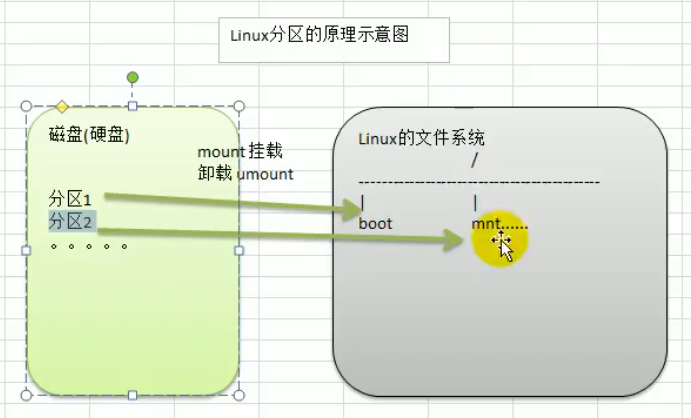 Linux分区的原理示意图
磁盘(硬盘)
mount 挂载
卸载 umount
分区1
分区2
。。。。。
Linux的文件系统
/
-----------------------------------------------------
| |
boot mnt......